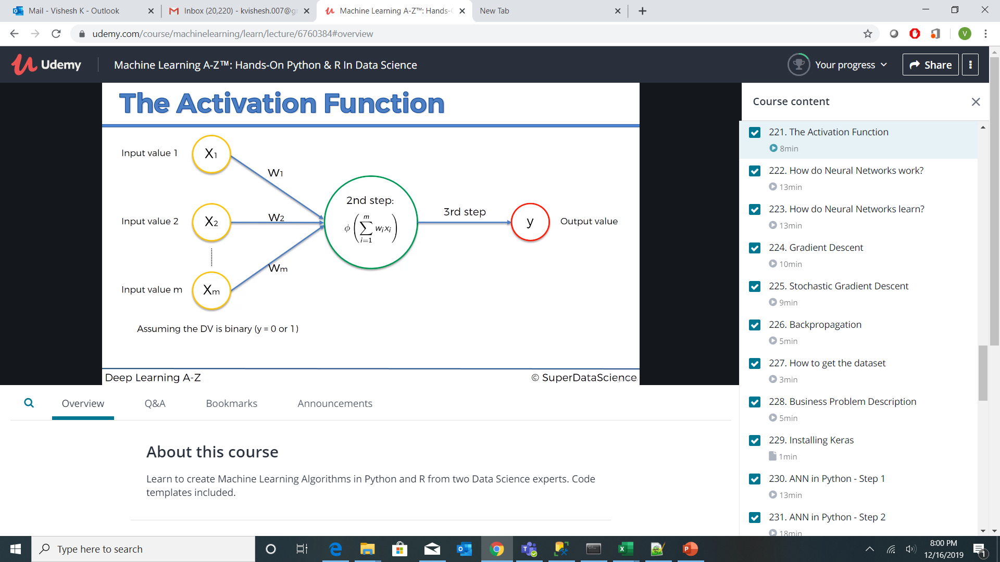 Mail - Vishesh K - Outlook
Inbox (20,220) - kvishesh.007@g
Machine Learning A-Z™: Hands-
New Tab
udemy.com/course/machinelearning/learn/lecture/6760384#overview
V
Udemy
Machine Learning A-Z™: Hands-On Python & R In Data Science
Your progress
Share
The Activation Function
Input value 1
X1
W1
Input value 2
X2
W2
2nd step:
ϕ(∑ᵢ₌₁ᵐ wᵢxᵢ)
3rd step
y
Output value
Input value m
Xm
Wm
Assuming the DV is binary (y = 0 or 1)
Deep Learning A-Z
© SuperDataScience
Course content
221. The Activation Function
8min
222. How do Neural Networks work?
13min
223. How do Neural Networks learn?
13min
224. Gradient Descent
10min
225. Stochastic Gradient Descent
9min
226. Backpropagation
5min
227. How to get the dataset
3min
228. Business Problem Description
5min
229. Installing Keras
1min
230. ANN in Python - Step 1
13min
231. ANN in Python - Step 2
18min
Overview
Q&A
Bookmarks
Announcements
About this course
Learn to create Machine Learning Algorithms in Python and R from two Data Science experts. Code
templates included.
Type here to search
8:00 PM
12/16/2019
1